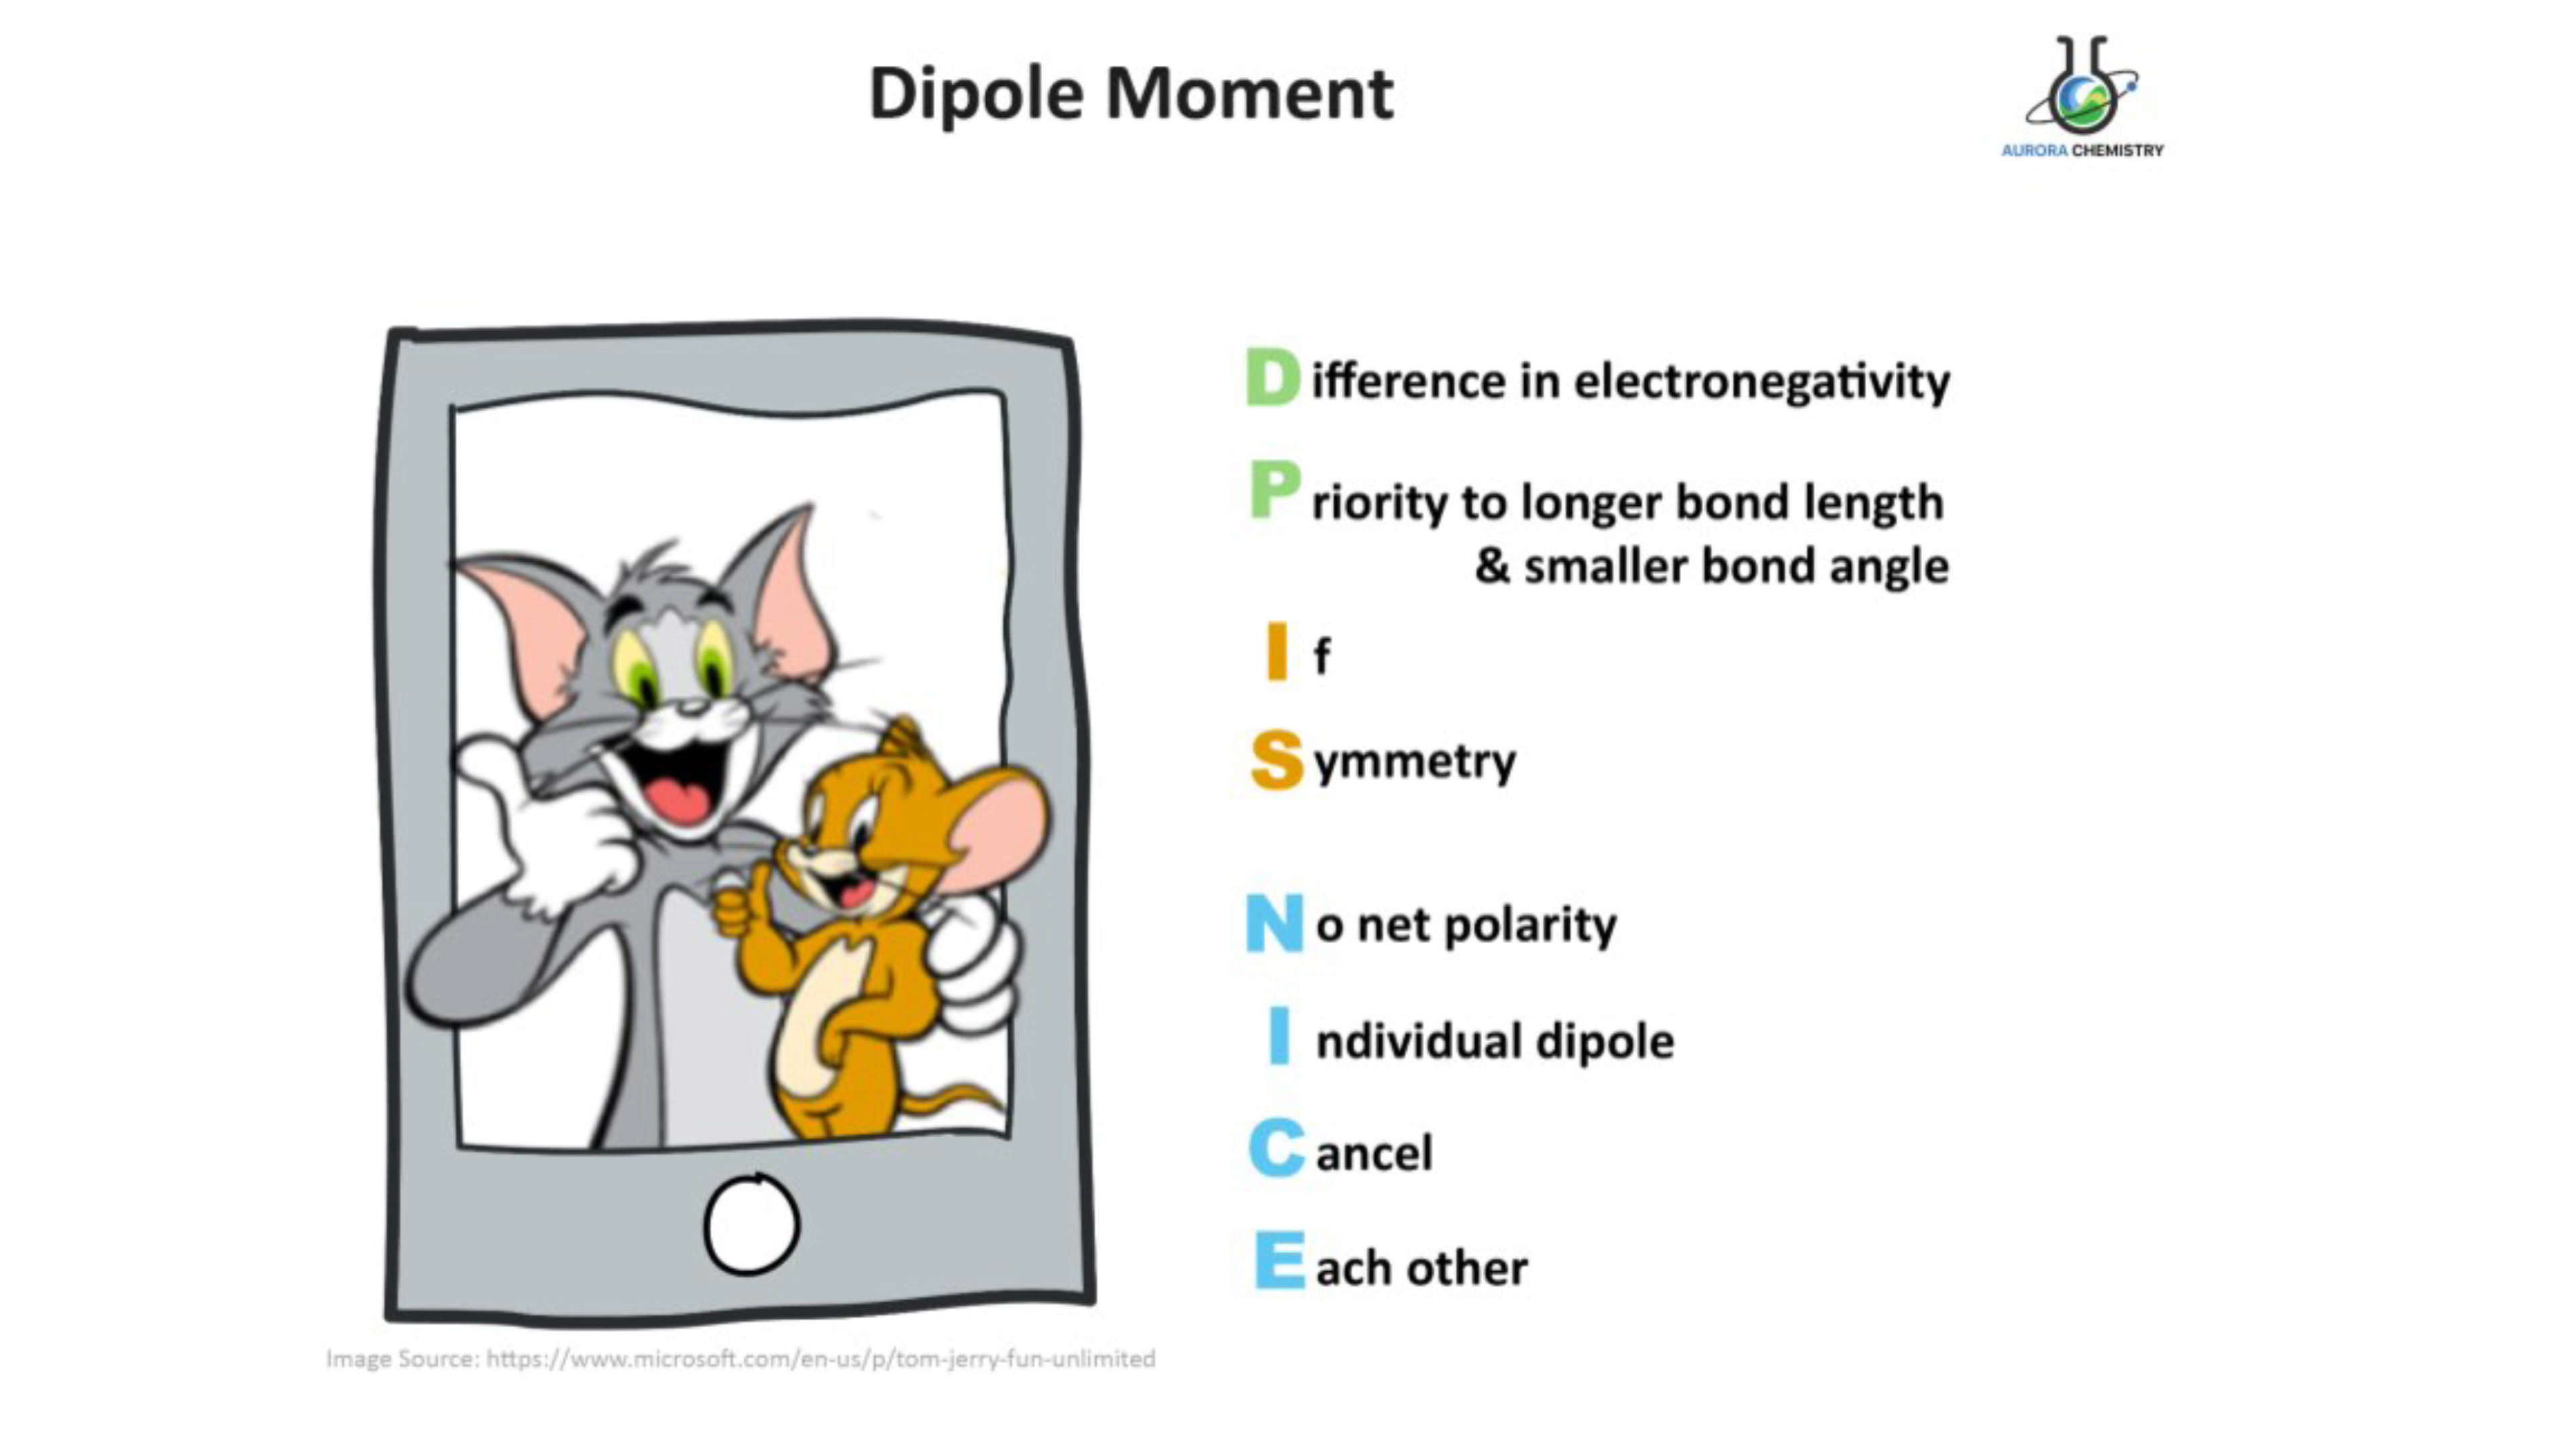 Dipole Moment
AURORA CHEMISTRY
Difference in electronegativity
Priority to longer bond length
& smaller bond angle
If
Symmetry
No net polarity
Individual dipole
Cancel
Each other
Image Source: https://www.microsoft.com/en-us/p/tom-jerry-fun-unlimited